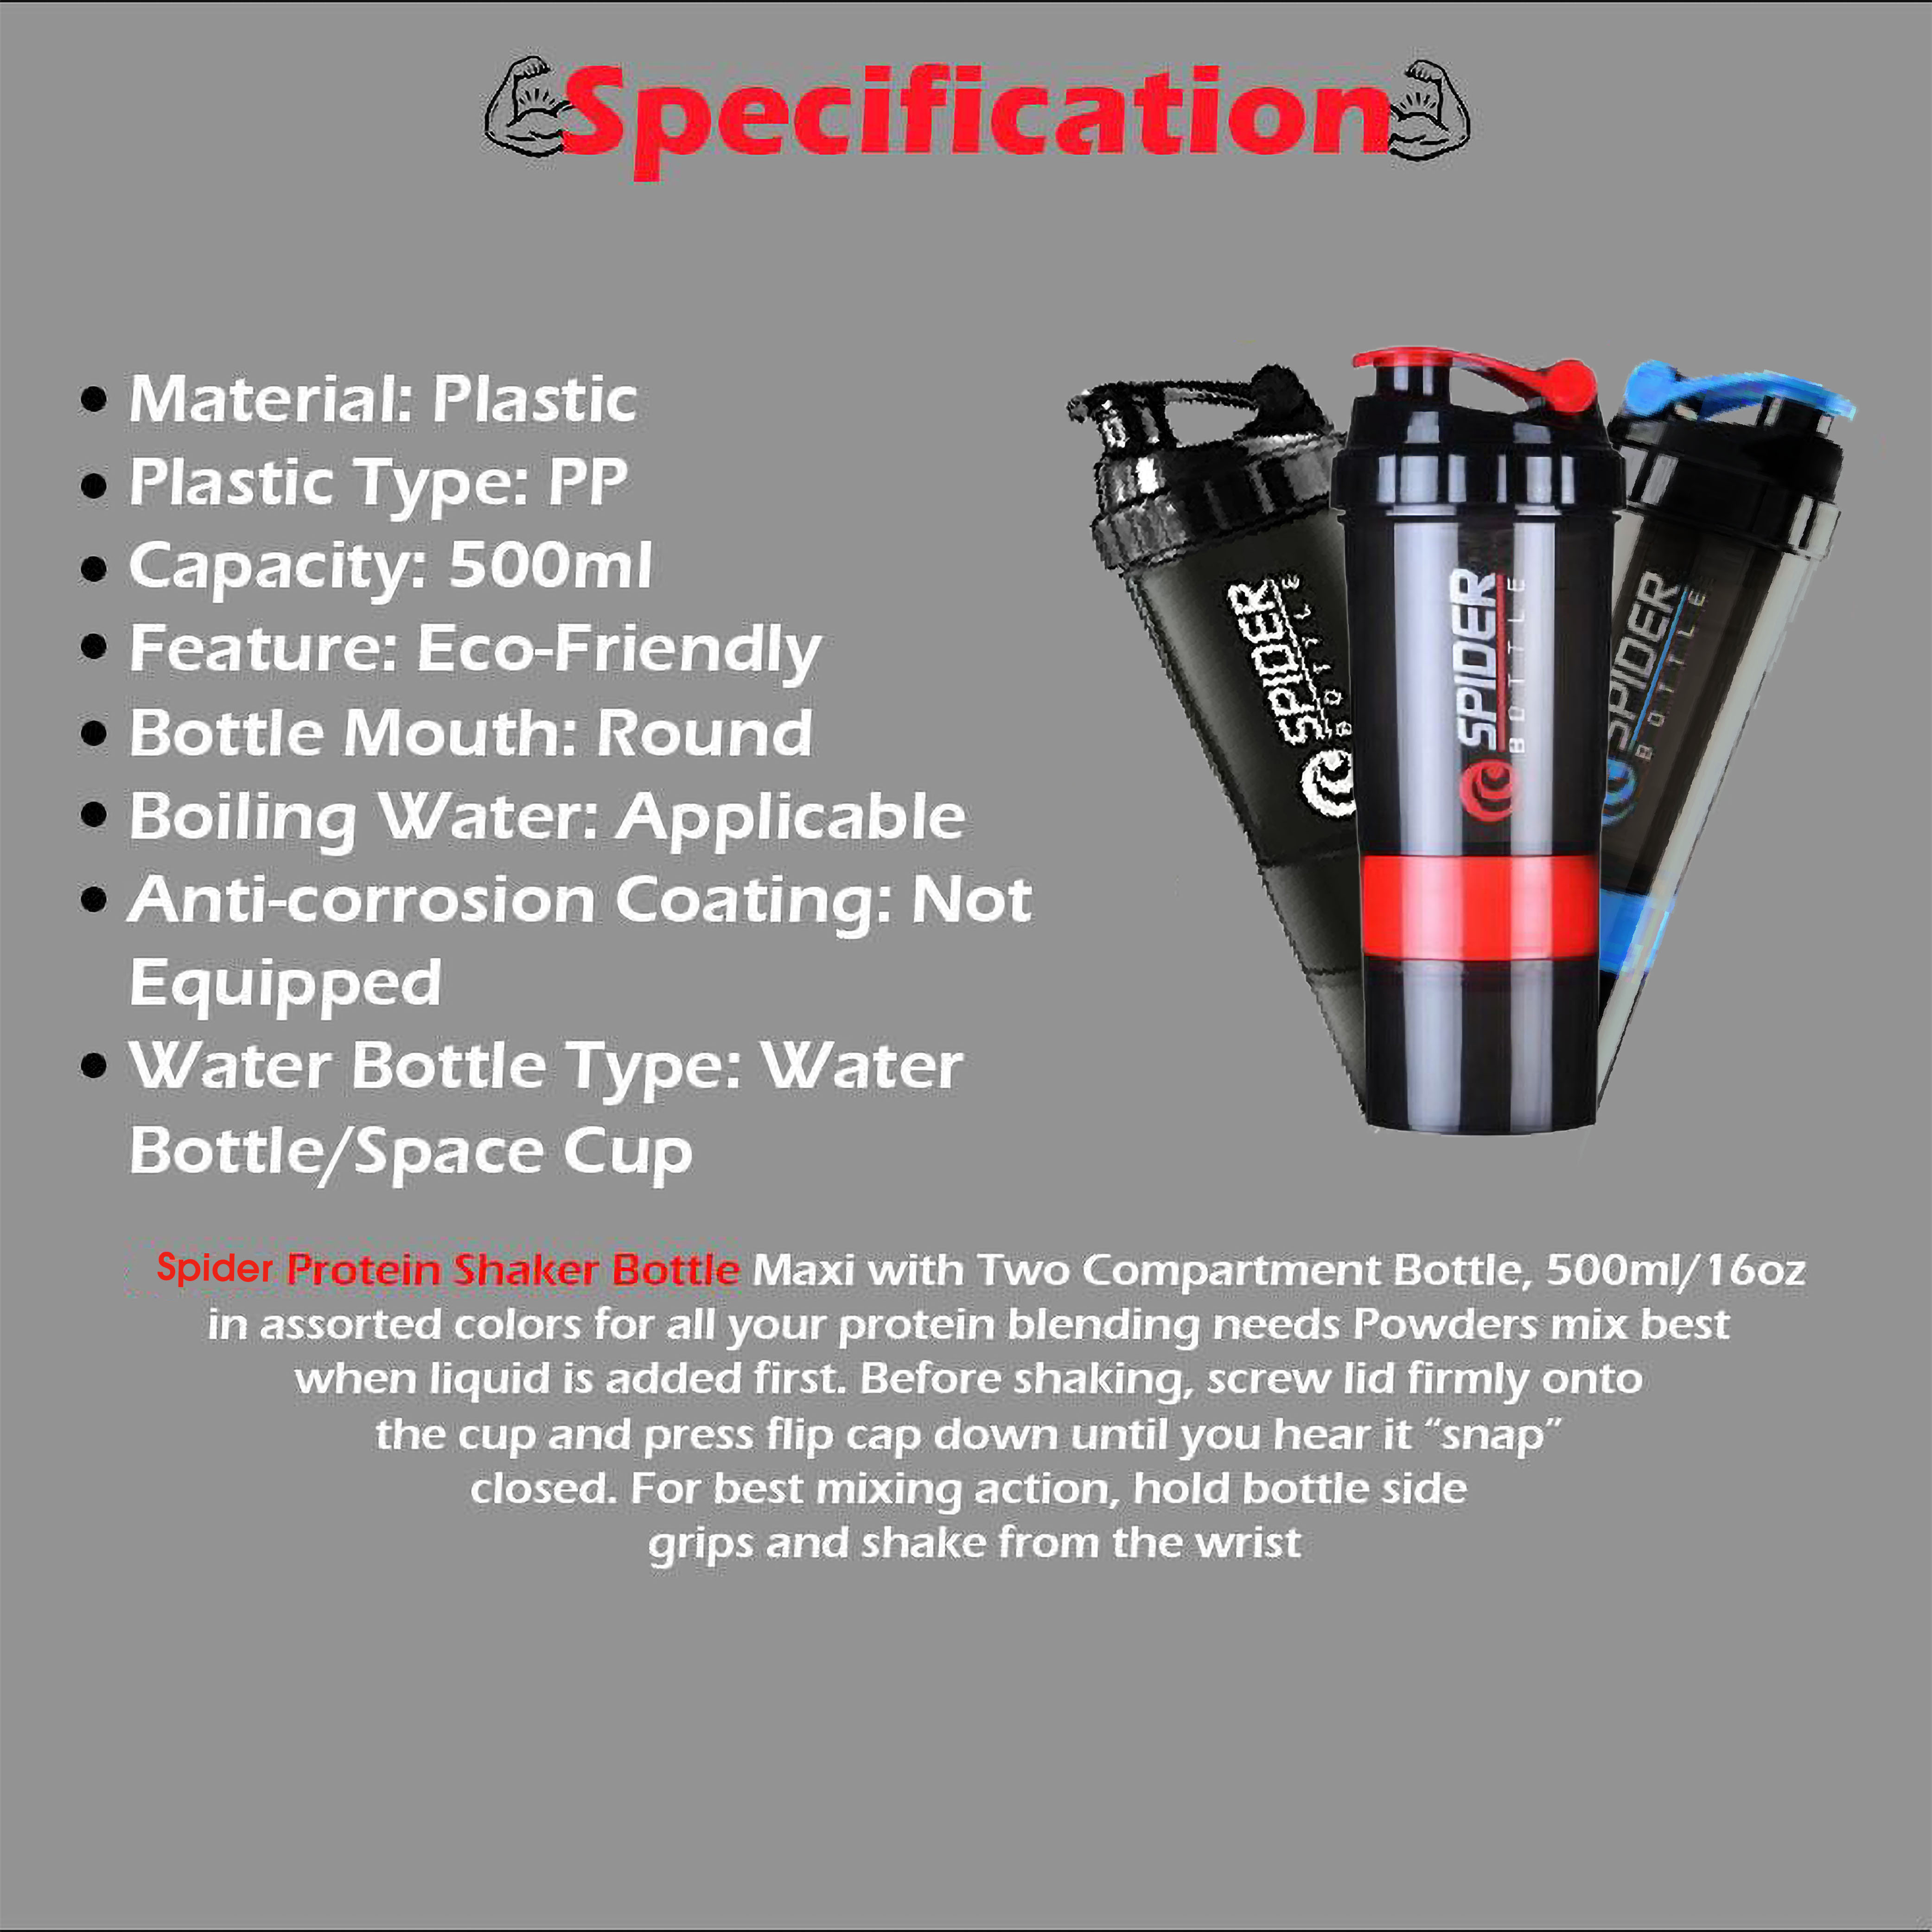 Specification
• Material: Plastic
• Plastic Type: PP
• Capacity: 500ml
• Feature: Eco-Friendly
• Bottle Mouth: Round
• Boiling Water: Applicable
• Anti-corrosion Coating: Not
Equipped
• Water Bottle Type: Water
Bottle/Space Cup
SPIDER
BOTTLE
SPIDER
BOTTLE
SPIDER
BOTTLE
Spider Protein Shaker Bottle Maxi with Two Compartment Bottle, 500ml/16oz
in assorted colors for all your protein blending needs Powders mix best
when liquid is added first. Before shaking, screw lid firmly onto
the cup and press flip cap down until you hear it “snap”
closed. For best mixing action, hold bottle side
grips and shake from the wrist